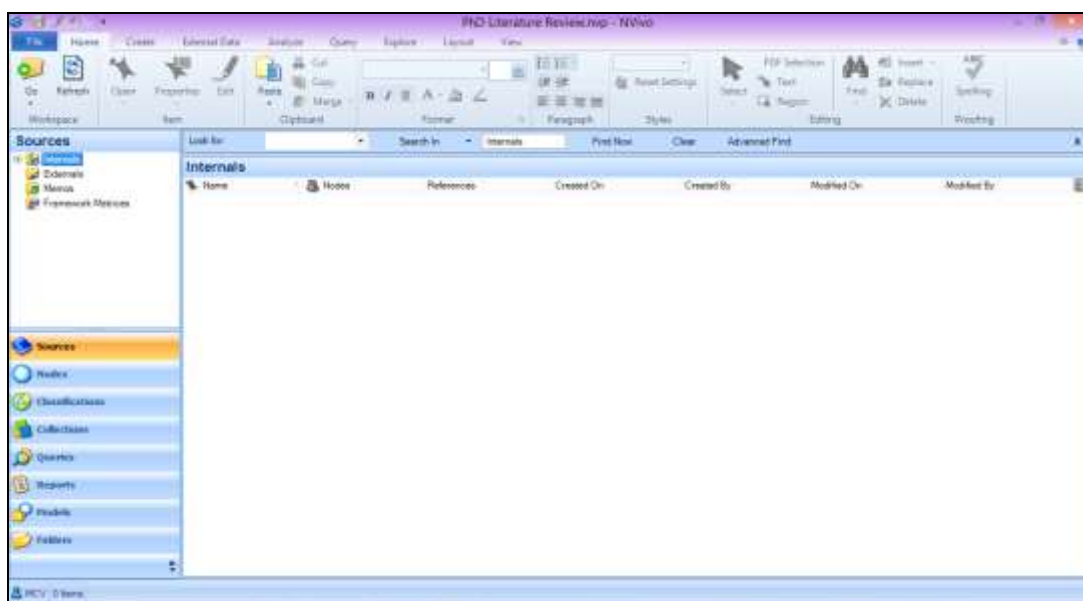 PhD Literature Review.nvp - NVivo
File Home Create External Data Analyze Query Explore Layout View
Go Refresh Open Properties Edit Paste Cut Copy Merge
B I U A
Reset Settings
Select PDF Selection Text Region Find Insert Replace Delete Spelling
Workspace Item Clipboard Format Paragraph Styles Editing Proofing
Sources
Look for: Search In Internals Find Now Clear Advanced Find
Internals
Externals
Memos
Framework Matrices
Internals
Name Nodes References Created On Created By Modified On Modified By
Sources
Nodes
Classifications
Collections
Queries
Reports
Models
Folders
MCV 0 Items